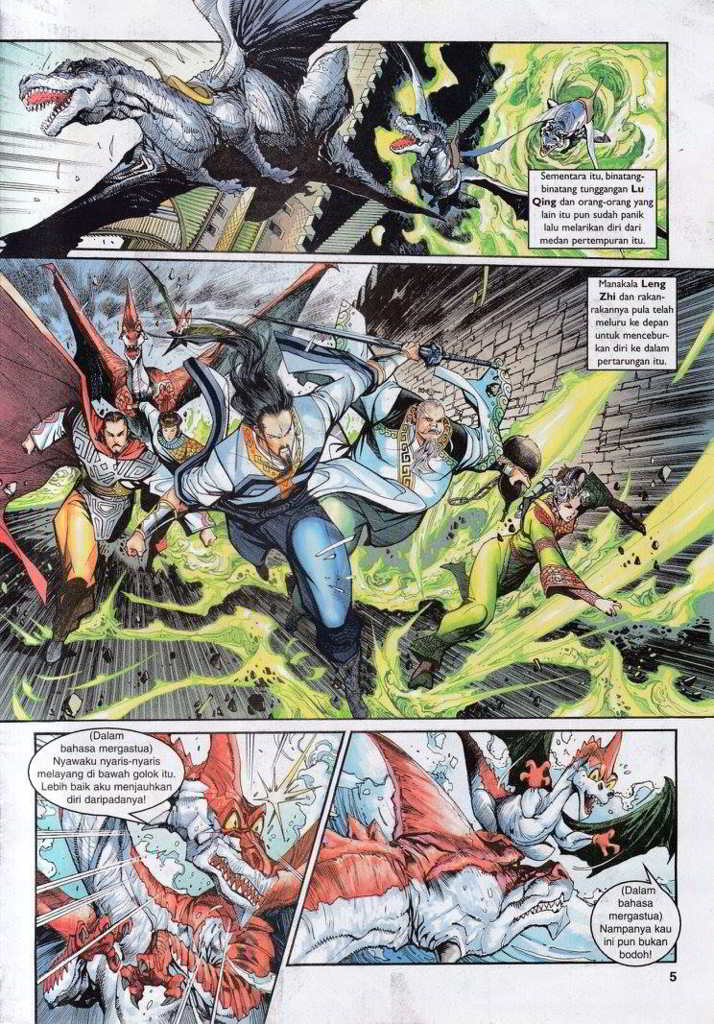 Sementara itu, binatang-
binatang tunggangan Lu
Qing dan orang-orang yang
lain itu pun sudah panik
lalu melarikan diri dari
medan pertempuran itu.
Manakala Leng
Zhi dan rakan-
rakannya pula telah
meluru ke depan
untuk mencebur-
kan diri ke dalam
pertarungan itu.
(Dalam
bahasa mergastua)
Nyawaku nyaris-nyaris
melayang di bawah golok itu.
Lebih baik aku menjauhkan
diri daripadanya!
(Dalam
bahasa
mergastua)
Nampanya kau
ini pun bukan
bodoh!
5